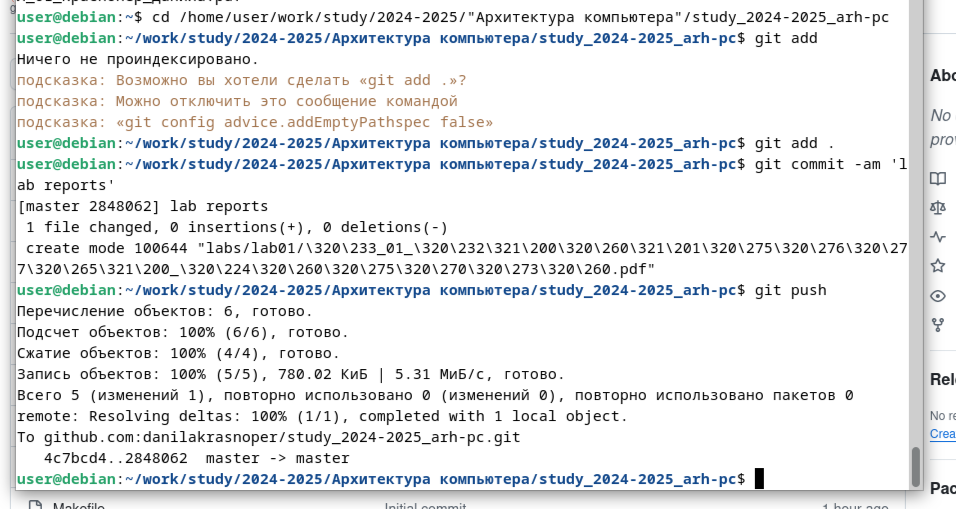 user@debian:~$ cd /home/user/work/study/2024-2025/"Архитектура компьютера"/study_2024-2025_arh-pc
user@debian:~/work/study/2024-2025/Архитектура компьютера/study_2024-2025_arh-pc$ git add
Ничего не проиндексировано.
подсказка: Возможно вы хотели сделать «git add .»?
подсказка: Можно отключить это сообщение командой
подсказка: «git config advice.addEmptyPathspec false»
user@debian:~/work/study/2024-2025/Архитектура компьютера/study_2024-2025_arh-pc$ git add .
user@debian:~/work/study/2024-2025/Архитектура компьютера/study_2024-2025_arh-pc$ git commit -am 'l
ab reports'
[master 2848062] lab reports
 1 file changed, 0 insertions(+), 0 deletions(-)
 create mode 100644 "labs/lab01/\320\233_01_\320\232\321\200\320\260\321\201\320\275\320\276\320\27
7\320\265\321\200_\320\224\320\260\320\275\320\270\320\273\320\260.pdf"
user@debian:~/work/study/2024-2025/Архитектура компьютера/study_2024-2025_arh-pc$ git push
Перечисление объектов: 6, готово.
Подсчет объектов: 100% (6/6), готово.
Сжатие объектов: 100% (4/4), готово.
Запись объектов: 100% (5/5), 780.02 КиБ | 5.31 МиБ/с, готово.
Всего 5 (изменений 1), повторно использовано 0 (изменений 0), повторно использовано пакетов 0
remote: Resolving deltas: 100% (1/1), completed with 1 local object.
To github.com:danilakrasnoper/study_2024-2025_arh-pc.git
   4c7bcd4..2848062  master -> master
user@debian:~/work/study/2024-2025/Архитектура компьютера/study_2024-2025_arh-pc$
Makefile Initial commit 1 hour ago
Abo
No
prov
Rel
No re
Crea
Pac